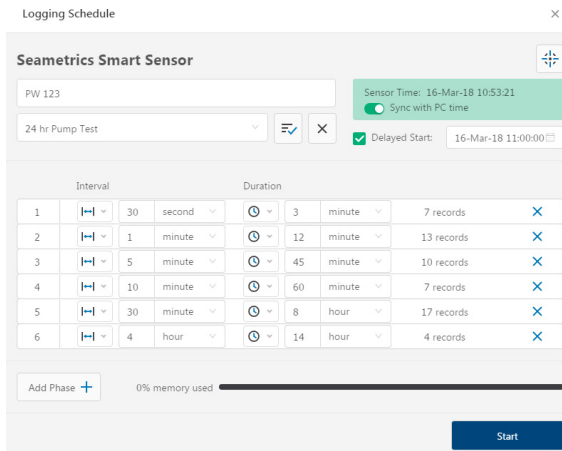 Logging Schedule
Seametrics Smart Sensor
PW 123
Sensor Time: 16-Mar-18 10:53:21
Sync with PC time
24 hr Pump Test
Delayed Start: 16-Mar-18 11:00:00
Interval Duration
1 30 second 3 minute 7 records
2 1 minute 12 minute 13 records
3 5 minute 45 minute 10 records
4 10 minute 60 minute 7 records
5 30 minute 8 hour 17 records
6 4 hour 14 hour 4 records
Add Phase 0% memory used
Start